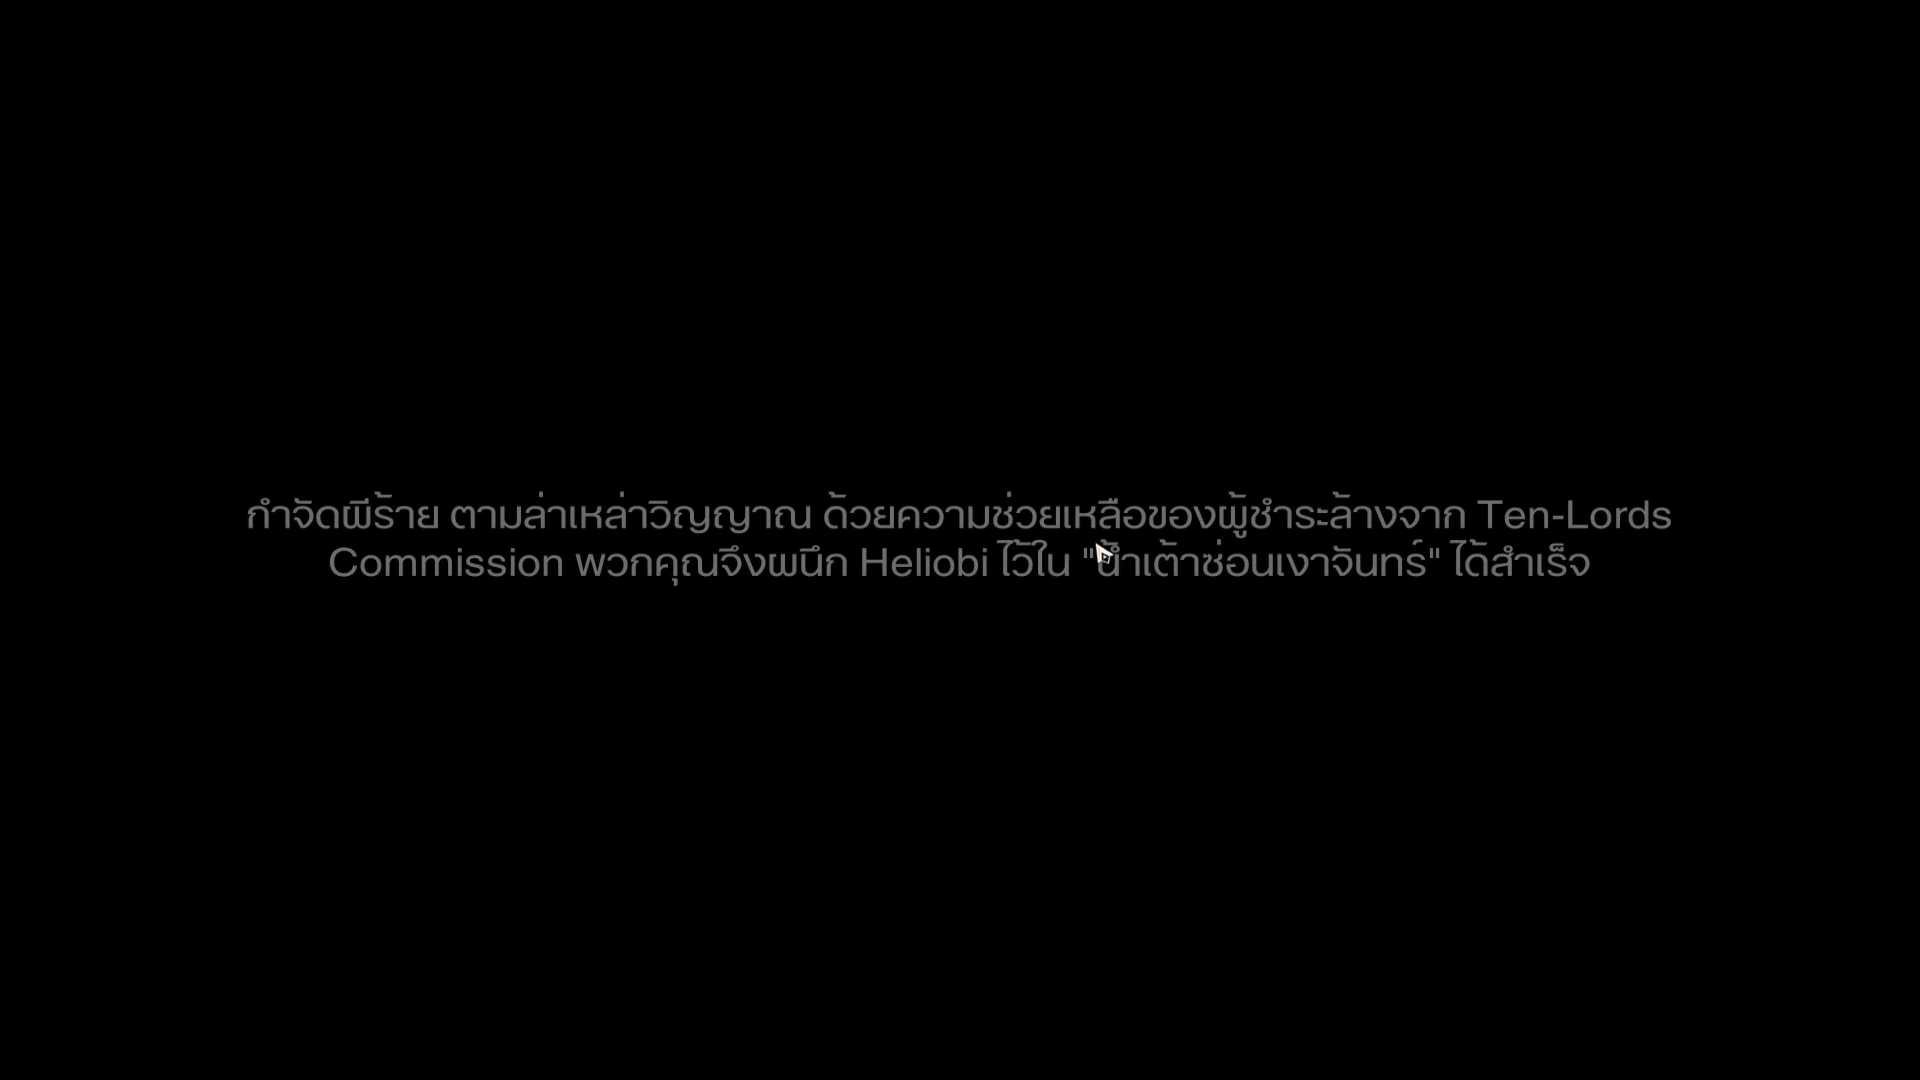 กำจัดผีร้าย ตามล่าเหล่าวิญญาณ ด้วยความช่วยเหลือของผู้ชำระล้างจาก Ten-Lords
Commission พวกคุณจึงผนึก Heliobi ไว้ใน "น้ำเต้าซ่อนเงาจันทร์" ได้สำเร็จ